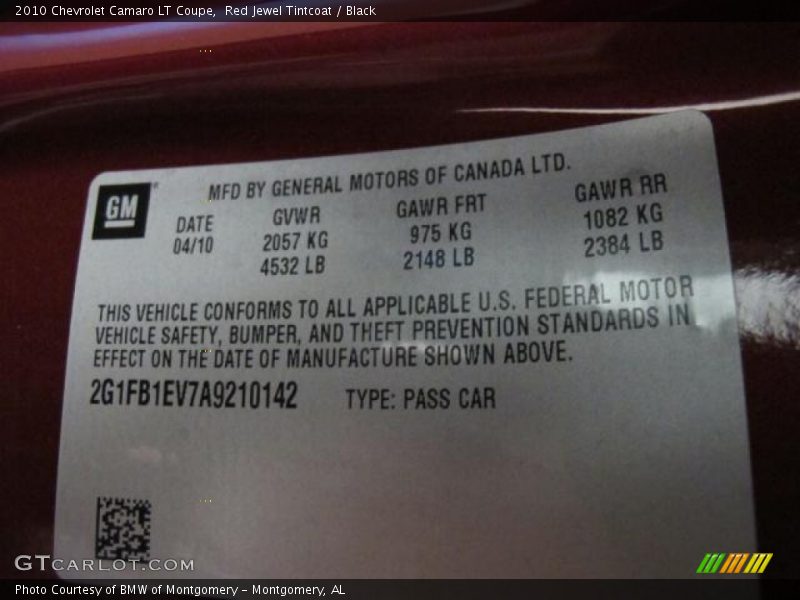 2010 Chevrolet Camaro LT Coupe,  Red Jewel Tintcoat / Black
GM
MFD BY GENERAL MOTORS OF CANADA LTD.
DATE GVWR GAWR FRT GAWR RR
04/10 2057 KG 975 KG 1082 KG
4532 LB 2148 LB 2384 LB
THIS VEHICLE CONFORMS TO ALL APPLICABLE U.S. FEDERAL MOTOR
VEHICLE SAFETY, BUMPER, AND THEFT PREVENTION STANDARDS IN
EFFECT ON THE DATE OF MANUFACTURE SHOWN ABOVE.
2G1FB1EV7A9210142 TYPE: PASS CAR
GTCARLOT.COM
Photo Courtesy of BMW of Montgomery – Montgomery, AL